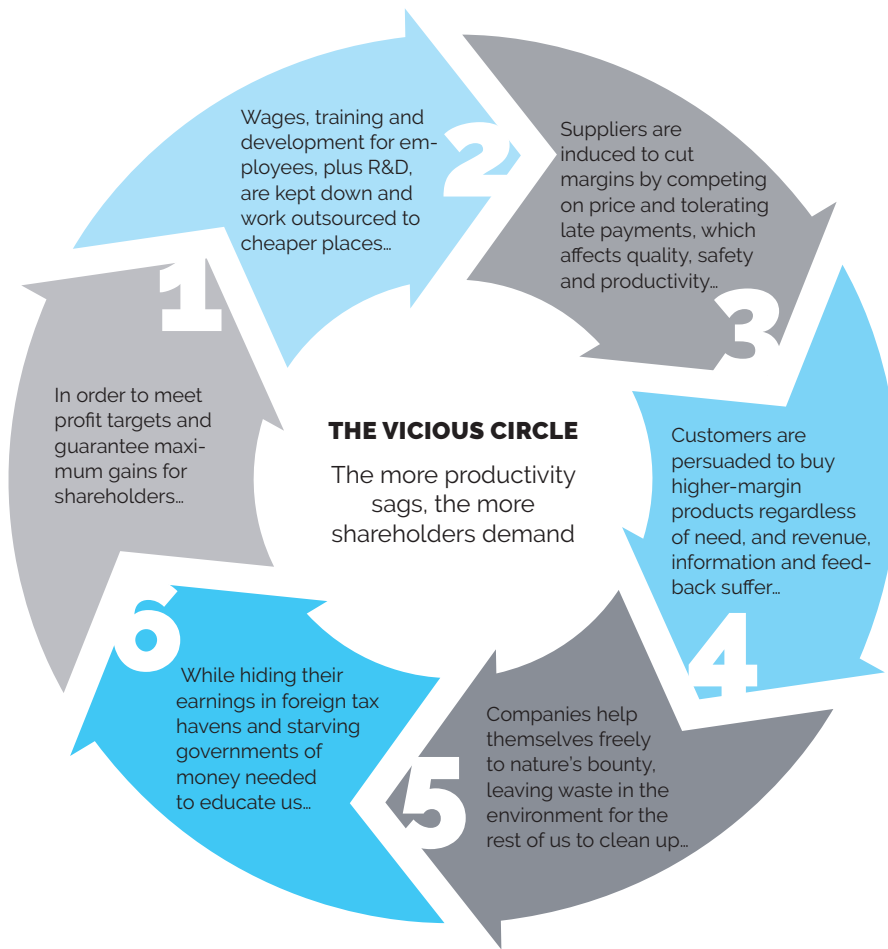 THE VICIOUS CIRCLE
The more productivity
sags, the more
shareholders demand
1
In order to meet
profit targets and
guarantee maxi-
mum gains for
shareholders…
2
Wages, training and
development for em-
ployees, plus R&D,
are kept down and
work outsourced to
cheaper places…
3
Suppliers are
induced to cut
margins by competing
on price and tolerating
late payments, which
affects quality, safety
and productivity…
4
Customers are
persuaded to buy
higher-margin
products regardless
of need, and revenue,
information and feed-
back suffer…
5
Companies help
themselves freely
to nature’s bounty,
leaving waste in the
environment for the
rest of us to clean up…
6
While hiding their
earnings in foreign tax
havens and starving
governments of
money needed
to educate us…